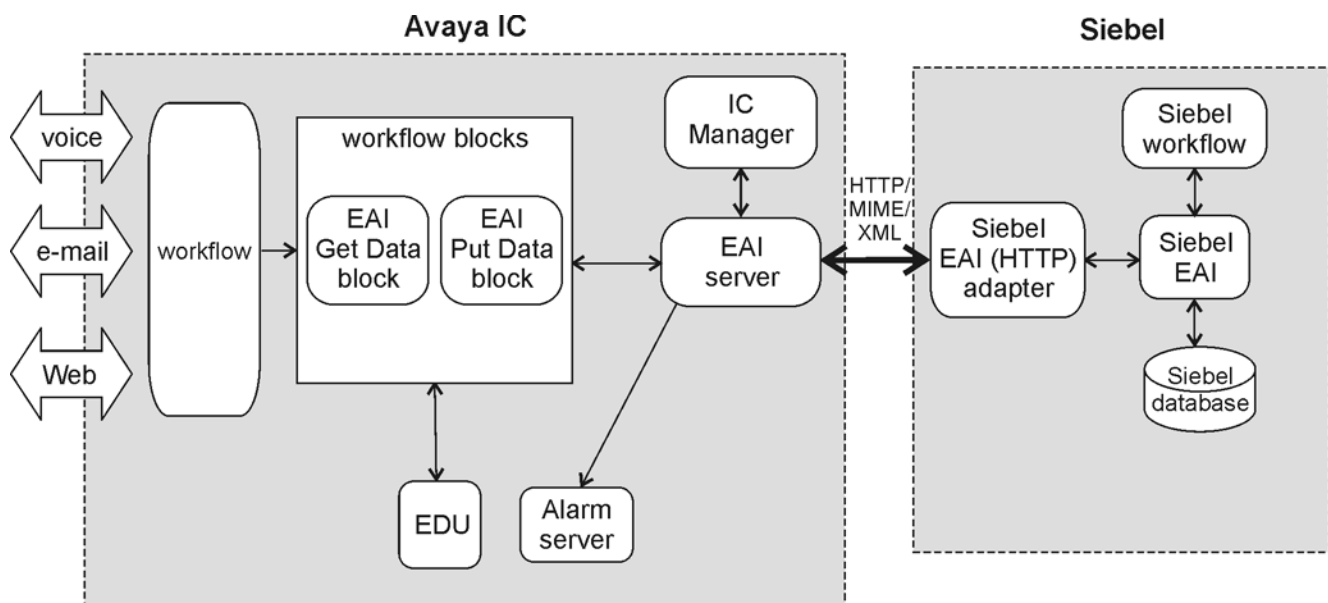 Avaya IC
Siebel
voice
e-mail
Web
workflow
workflow blocks
EAI
Get Data
block
EAI
Put Data
block
IC
Manager
EAI
server
EDU
Alarm
server
HTTP/
MIME/
XML
Siebel
EAI (HTTP)
adapter
Siebel
workflow
Siebel
EAI
Siebel
database